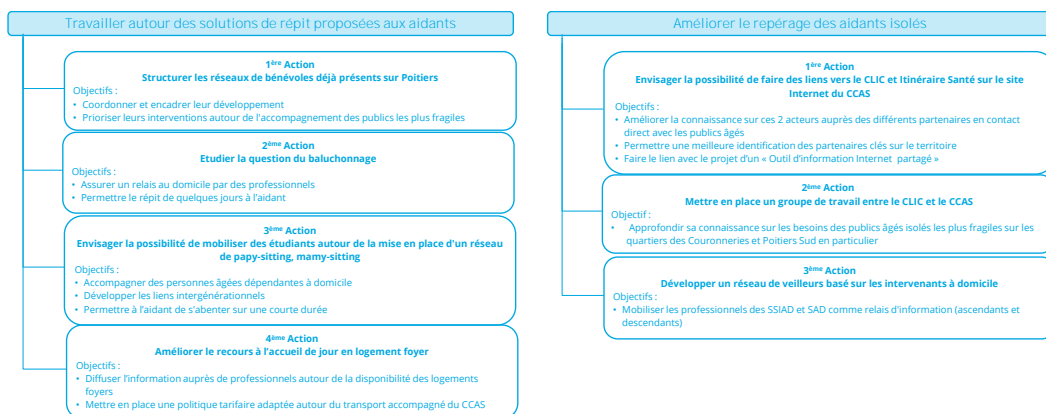 Travailler autour des solutions de répit proposées aux aidants
1ère Action
Structurer les réseaux de bénévoles déjà présents sur Poitiers
Objectifs :
• Coordonner et encadrer leur développement
• Prioriser leurs interventions autour de l'accompagnement des publics les plus fragiles
2ème Action
Etudier la question du baluchonnage
Objectifs :
• Assurer un relais au domicile par des professionnels
• Permettre le répit de quelques jours à l'aidant
3ème Action
Envisager la possibilité de mobiliser des étudiants autour de la mise en place d'un réseau
de papy-sitting, mamy-sitting
Objectifs :
• Accompagner des personnes âgées dépendantes à domicile
• Développer les liens intergénérationnels
• Permettre à l'aidant de s'abenter sur une courte durée
4ème Action
Améliorer le recours à l'accueil de jour en logement foyer
Objectifs :
• Diffuser l'information auprès de professionnels autour de la disponibilité des logements
foyers
• Mettre en place une politique tarifaire adaptée autour du transport accompagné du CCAS
Améliorer le repérage des aidants isolés
1ère Action
Envisager la possibilité de faire des liens vers le CLIC et Itinéraire Santé sur le site
Internet du CCAS
Objectifs :
• Améliorer la connaissance sur ces 2 acteurs auprès des différents partenaires en contact
direct avec les publics âgés
• Permettre une meilleure identification des partenaires clés sur le territoire
• Faire le lien avec le projet d'un « Outil d'information Internet partagé »
2ème Action
Mettre en place un groupe de travail entre le CLIC et le CCAS
Objectif :
• Approfondir sa connaissance sur les besoins des publics âgés isolés les plus fragiles sur les
quartiers des Couronneries et Poitiers Sud en particulier
3ème Action
Développer un réseau de veilleurs basé sur les intervenants à domicile
Objectifs :
• Mobiliser les professionnels des SSIAD et SAD comme relais d'information (ascendants et
descendants)